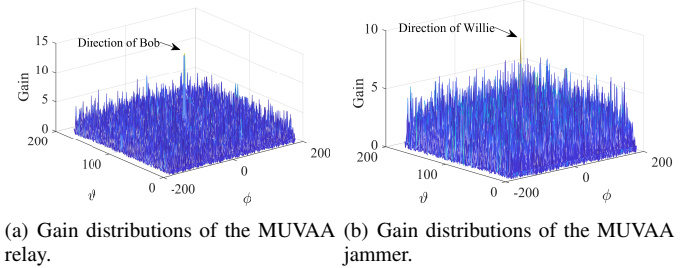 15
Direction of Bob
10
Gain
5
0
200
100
ϑ
0
-200
0
ϕ
200
10
Direction of Willie
Gain
5
0
200
100
ϑ
0
-200
0
ϕ
200
(a) Gain distributions of the MUVAA
relay.
(b) Gain distributions of the MUVAA
jammer.